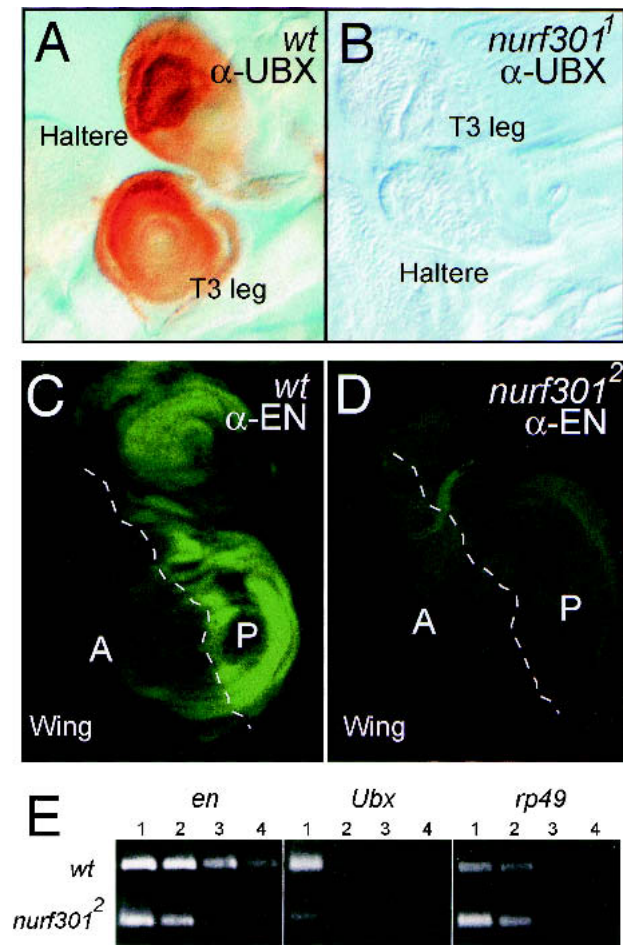 A wt
α-UBX
Haltere
T3 leg
B nurf301¹
α-UBX
T3 leg
Haltere
C wt
α-EN
A
P
Wing
D nurf301²
α-EN
A
P
Wing
E en Ubx rp49
1 2 3 4 1 2 3 4 1 2 3 4
wt
nurf301²